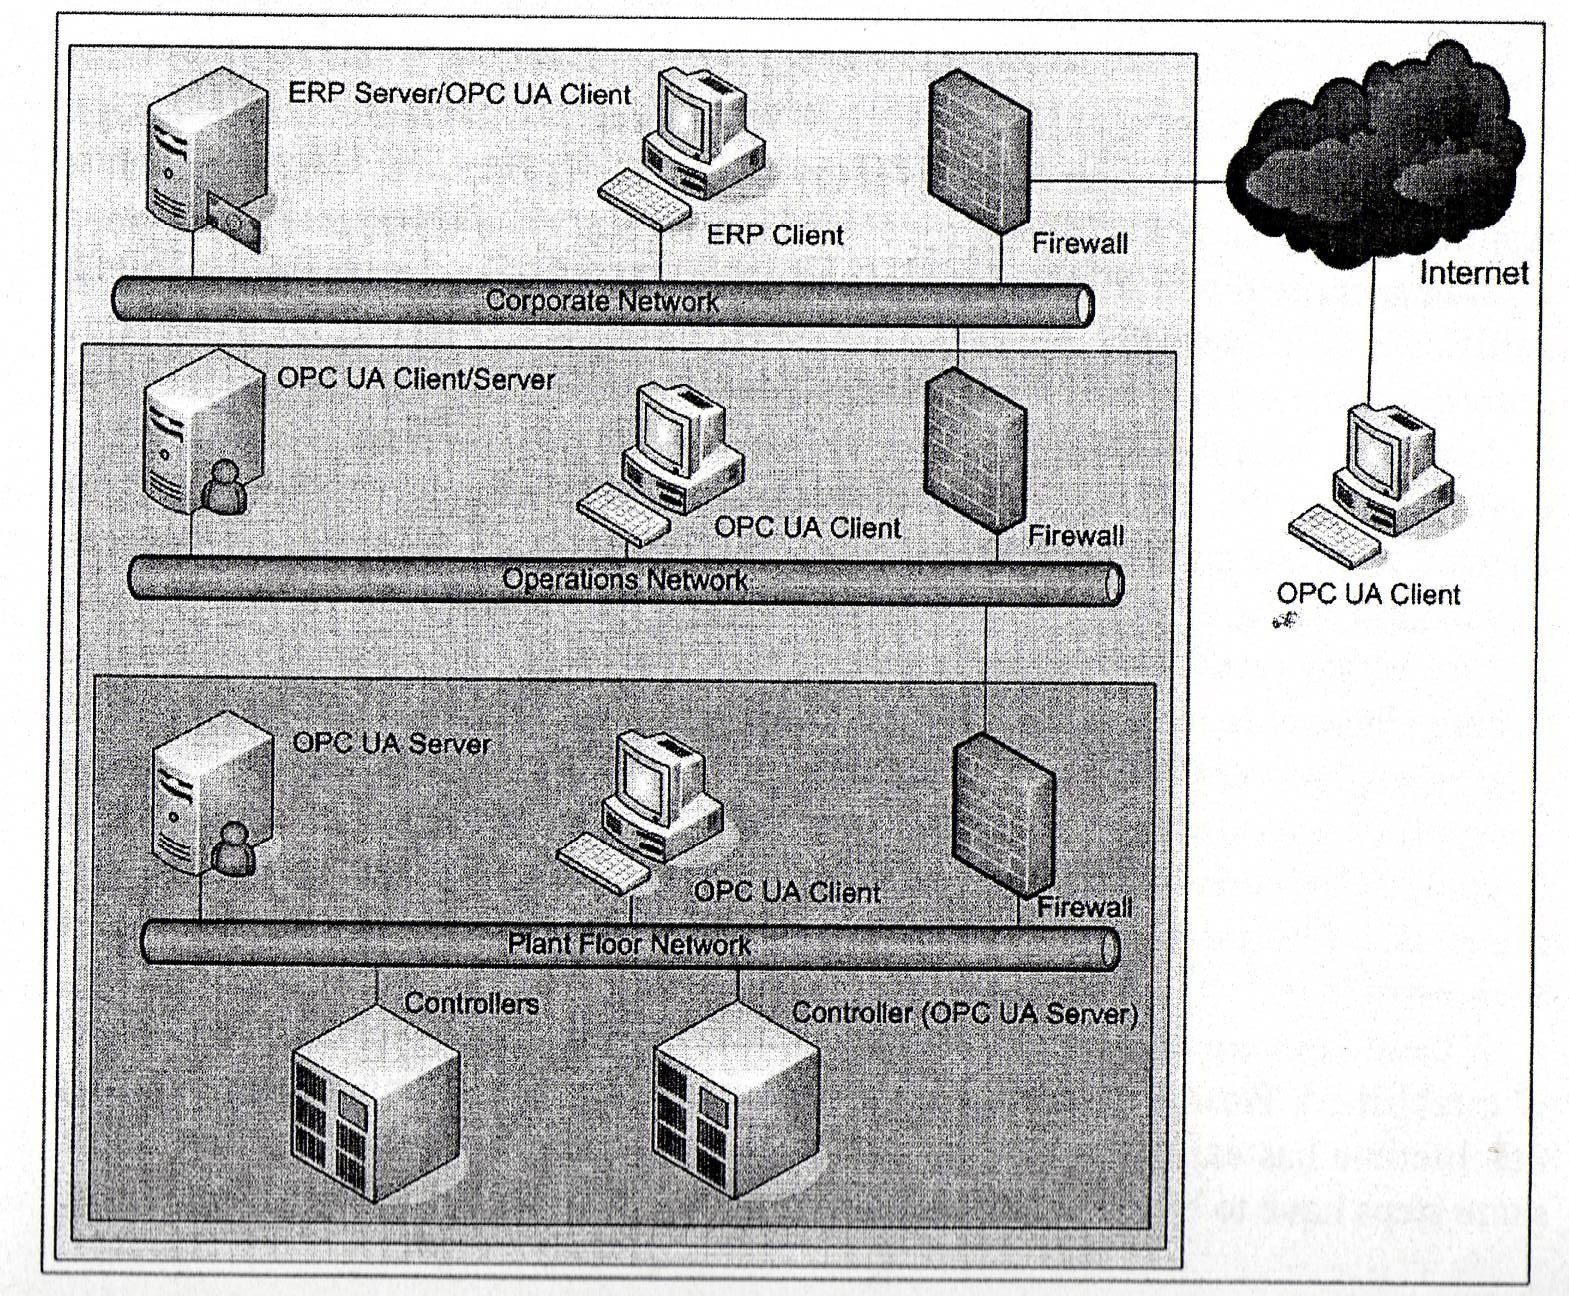 ERP Server/OPC UA Client
ERP Client
Firewall
Internet
Corporate Network
OPC UA Client/Server
OPC UA Client
Firewall
Operations Network
OPC UA Client
OPC UA Server
OPC UA Client
Firewall
Plant Floor Network
Controllers
Controller (OPC UA Server)